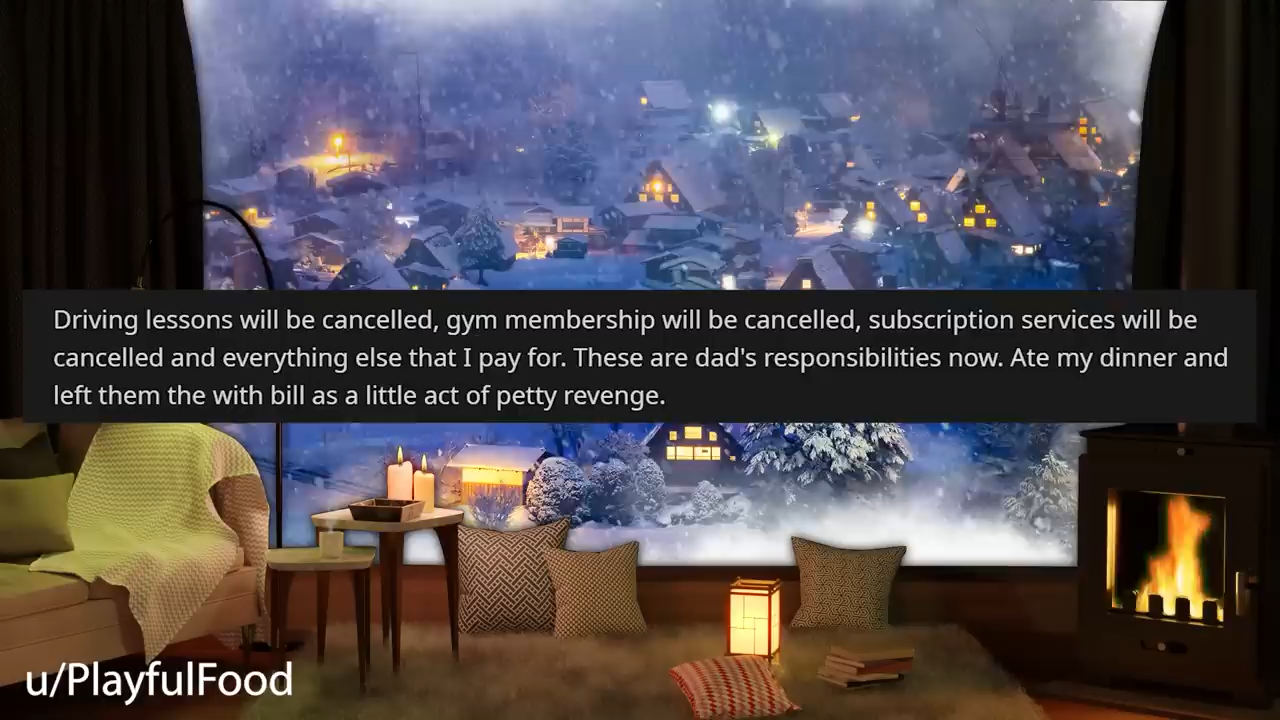 Driving lessons will be cancelled, gym membership will be cancelled, subscription services will be
cancelled and everything else that I pay for. These are dad's responsibilities now. Ate my dinner and
left them the with bill as a little act of petty revenge.
u/PlayfulFood